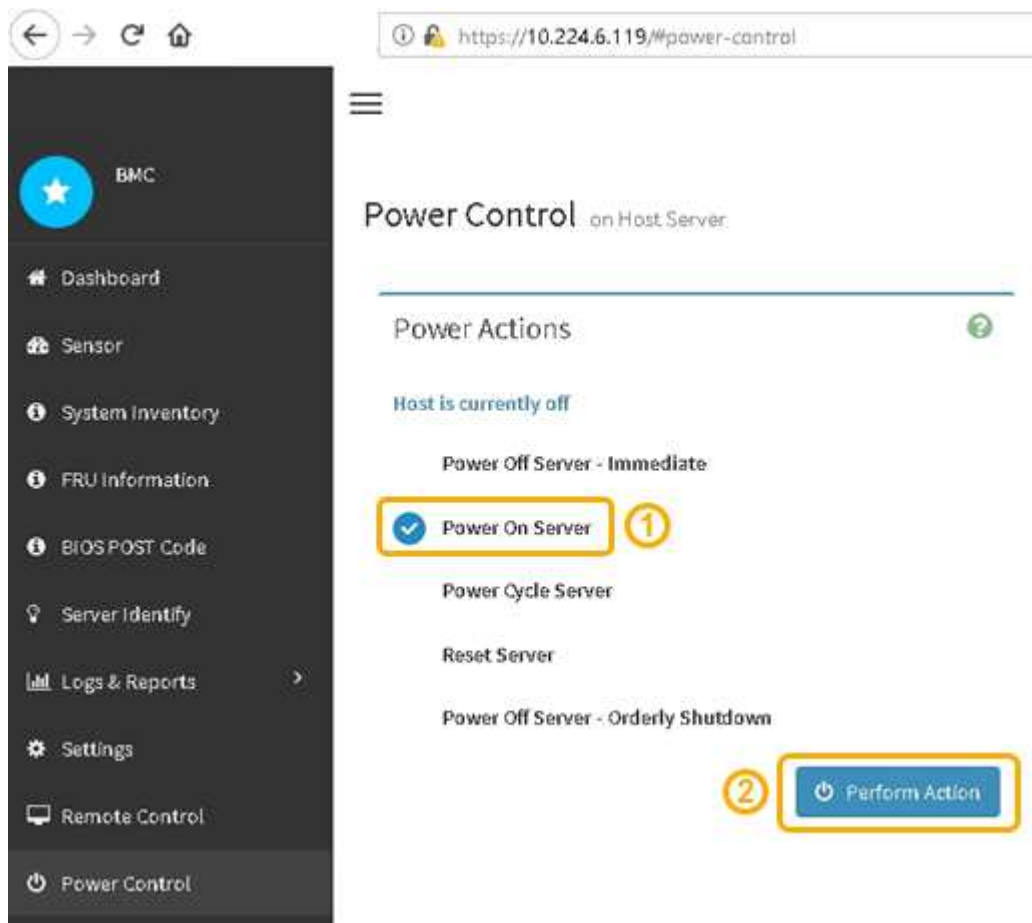 https://10.224.6.119/#power-control
BMC
Dashboard
Sensor
System Inventory
FRU Information
BIOS POST Code
Server Identify
Logs & Reports
Settings
Remote Control
Power Control
Power Control on Host Server
Power Actions
Host is currently off
Power Off Server - Immediate
Power On Server 1
Power Cycle Server
Reset Server
Power Off Server - Orderly Shutdown
2 Perform Action